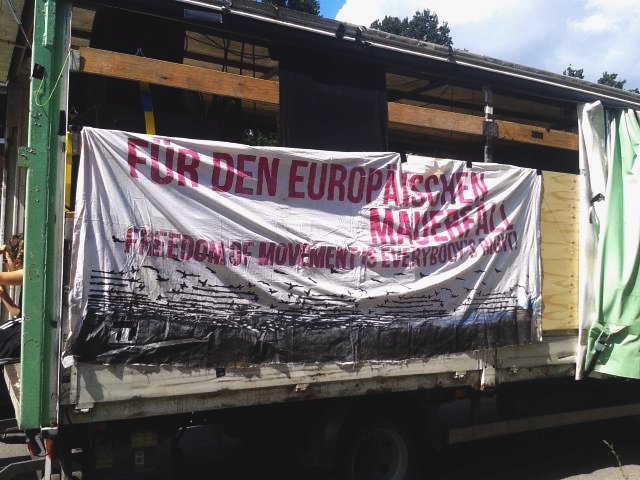 FÜR DEN EUROPÄISCHEN
MAUERFALL
FREEDOM OF MOVEMENT IS EVERYBODY'S RIGHT!